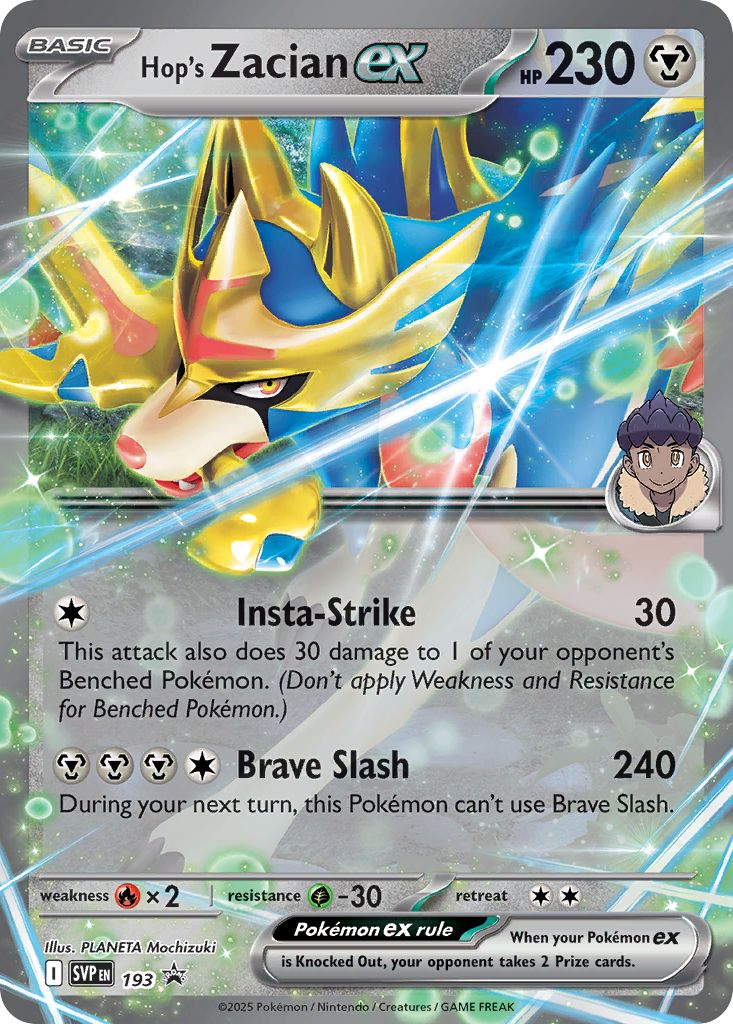 BASIC
Hop's Zacian ex
HP 230
Insta-Strike 30
This attack also does 30 damage to 1 of your opponent's
Benched Pokémon. (Don't apply Weakness and Resistance
for Benched Pokémon.)
Brave Slash 240
During your next turn, this Pokémon can't use Brave Slash.
weakness ×2 resistance -30 retreat
Illus. PLANETA Mochizuki
Pokémon ex rule
When your Pokémon ex
is Knocked Out, your opponent takes 2 Prize cards.
I SVP EN 193 PROMO
©2025 Pokémon / Nintendo / Creatures / GAME FREAK